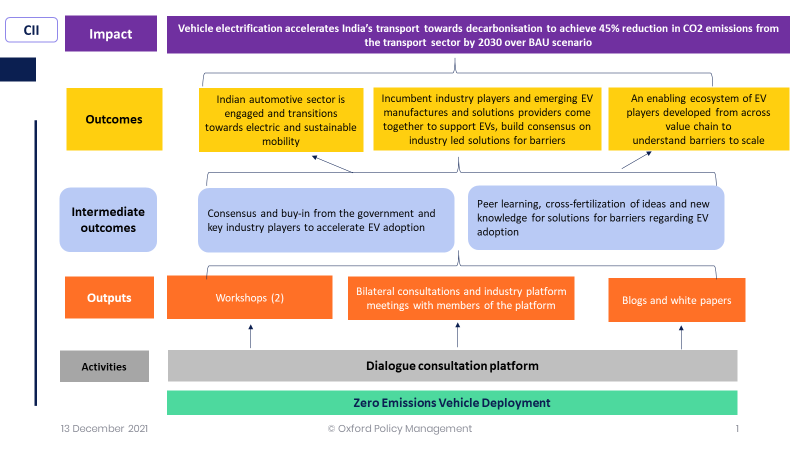 CII
Impact
Vehicle electrification accelerates India's transport towards decarbonisation to achieve 45% reduction in CO2 emissions from
the transport sector by 2030 over BAU scenario
Outcomes
Indian automotive sector is
engaged and transitions
towards electric and sustainable
mobility
Incumbent industry players and emerging EV
manufactures and solutions providers come
together to support EVs, build consensus on
industry led solutions for barriers
An enabling ecosystem of EV
players developed from across
value chain to
understand barriers to scale
Intermediate
outcomes
Consensus and buy-in from the government and
key industry players to accelerate EV adoption
Peer learning, cross-fertilization of ideas and new
knowledge for solutions for barriers regarding EV
adoption
Outputs
Workshops (2)
Bilateral consultations and industry platform
meetings with members of the platform
Blogs and white papers
Activities
Dialogue consultation platform
Zero Emissions Vehicle Deployment
13 December 2021
© Oxford Policy Management
1